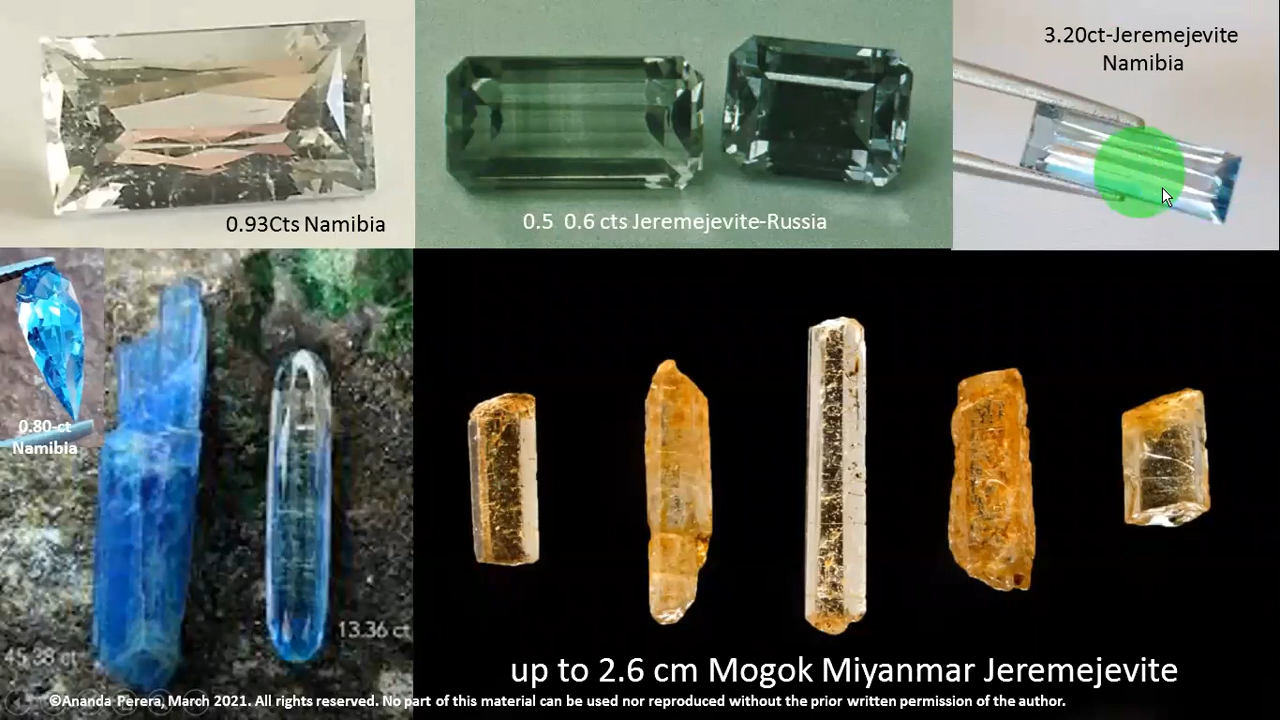 0.93Cts Namibia
0.5  0.6 cts Jeremejevite-Russia
3.20ct-Jeremejevite
Namibia
0.80-ct
Namibia
45.38 ct
13.36 ct
up to 2.6 cm Mogok Miyanmar Jeremejevite
©Ananda Perera, March 2021. All rights reserved. No part of this material can be used nor reproduced without the prior written permission of the author.